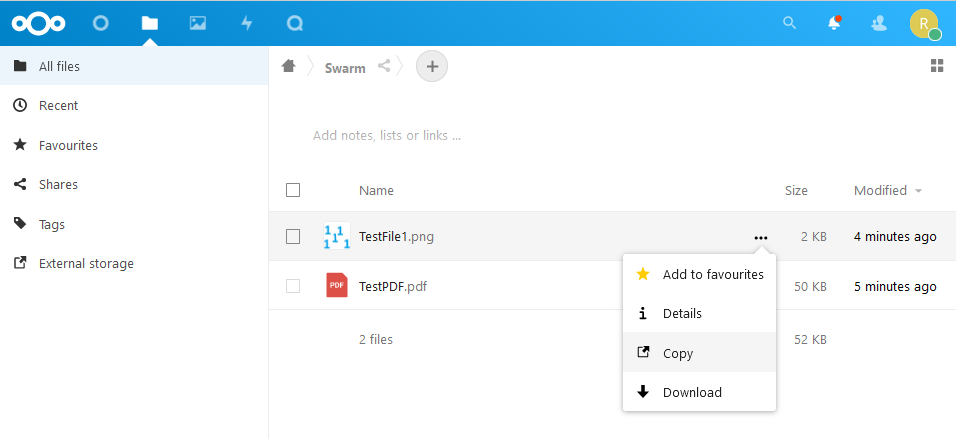 R
All files
Swarm
Recent
Favourites
Add notes, lists or links ...
Shares
Name Size Modified
Tags
TestFile1.png 2 KB 4 minutes ago
External storage
Add to favourites
PDF TestPDF.pdf 50 KB 5 minutes ago
Details
2 files 52 KB
Copy
Download